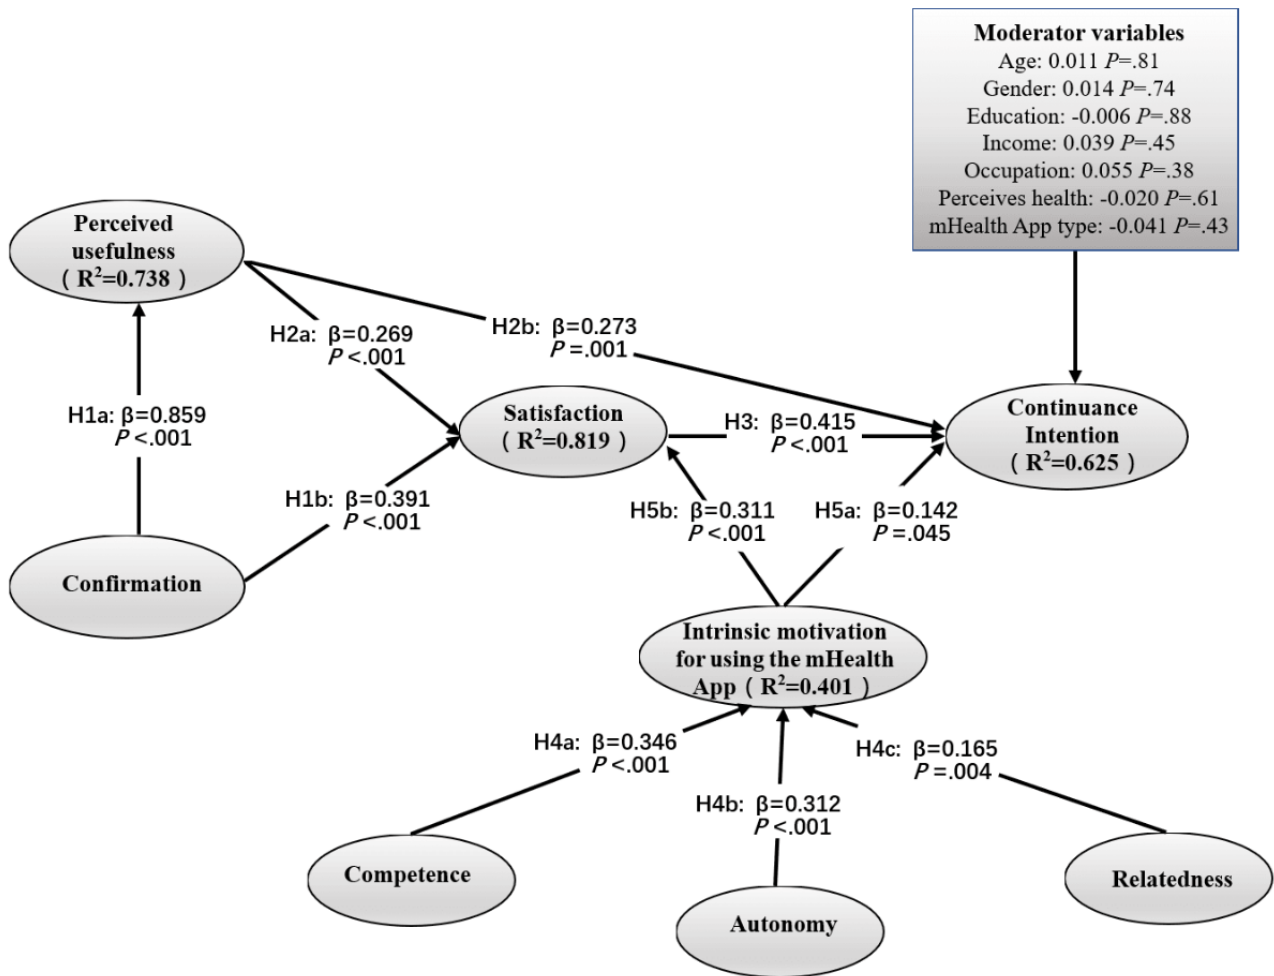 Moderator variables
Age: 0.011 P=.81
Gender: 0.014 P=.74
Education: -0.006 P=.88
Income: 0.039 P=.45
Occupation: 0.055 P=.38
Perceives health: -0.020 P=.61
mHealth App type: -0.041 P=.43
Perceived
usefulness
( R²=0.738 )
H2a: β=0.269
P<.001
H2b: β=0.273
P=.001
H1a: β=0.859
P<.001
Satisfaction
( R²=0.819 )
H3: β=0.415
P<.001
Continuance
Intention
( R²=0.625 )
H1b: β=0.391
P<.001
H5b: β=0.311
P<.001
H5a: β=0.142
P=.045
Confirmation
Intrinsic motivation
for using the mHealth
App ( R²=0.401 )
H4a: β=0.346
P<.001
H4b: β=0.312
P<.001
H4c: β=0.165
P=.004
Competence
Autonomy
Relatedness